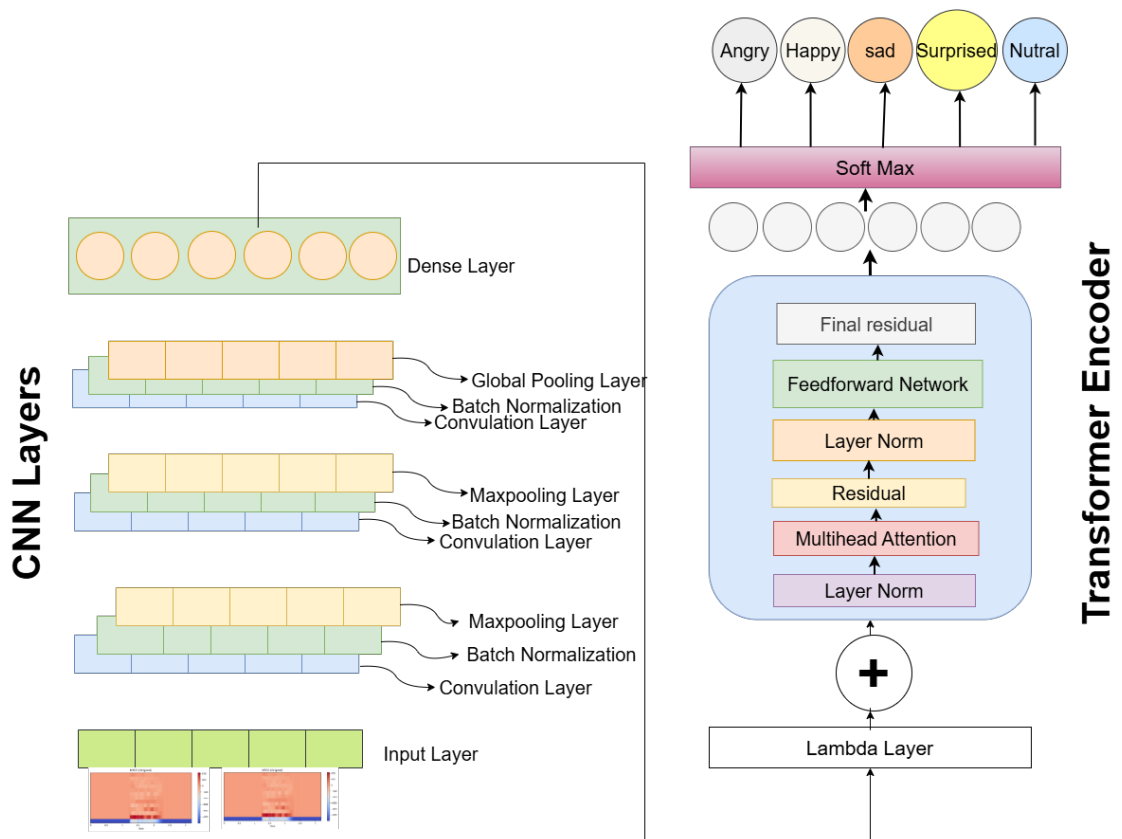 Angry
Happy
sad
Surprised
Nutral
Soft Max
Dense Layer
Global Pooling Layer
Batch Normalization
Convulation Layer
Maxpooling Layer
Batch Normalization
Convulation Layer
Maxpooling Layer
Batch Normalization
Convulation Layer
Input Layer
CNN Layers
Final residual
Feedforward Network
Layer Norm
Residual
Multihead Attention
Layer Norm
+
Lambda Layer
Transformer Encoder